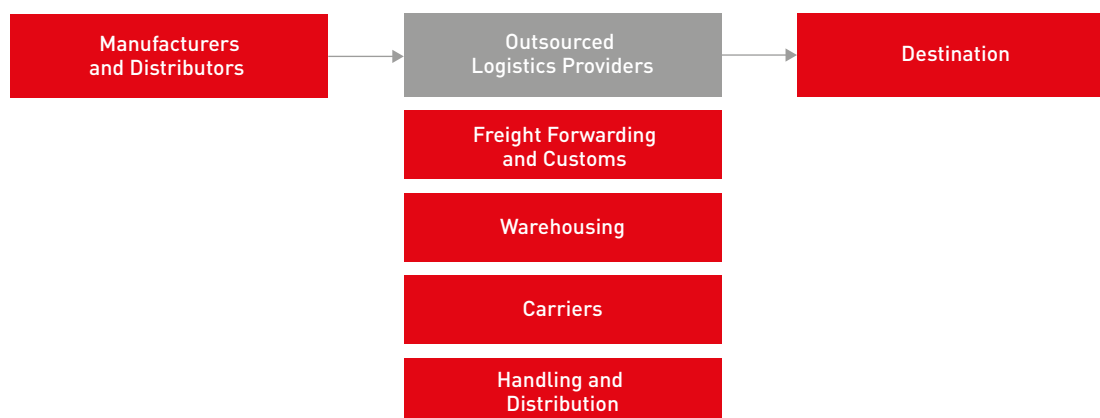 Manufacturers
and Distributors
Outsourced
Logistics Providers
Destination
Freight Forwarding
and Customs
Warehousing
Carriers
Handling and
Distribution